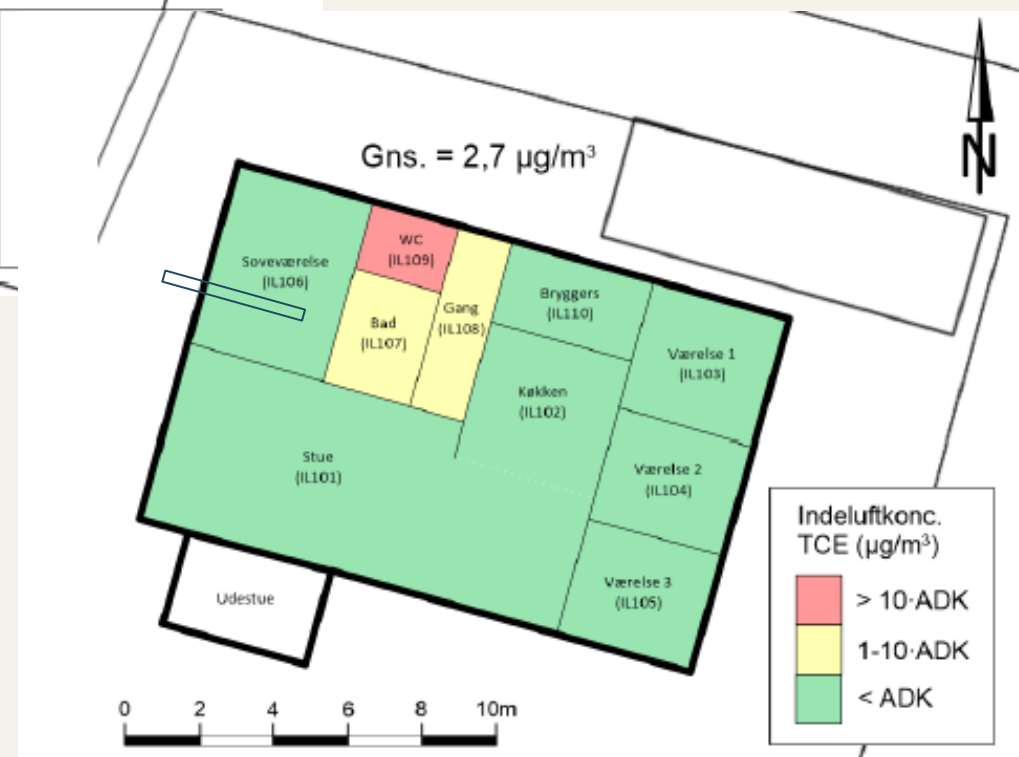 N
Gns. = 2,7 µg/m³
WC
(IL109)
Soveværelse
(IL106)
Gang
(IL108)
Bad
(IL107)
Bryggers
(IL110)
Værelse 1
(IL103)
Køkken
(IL102)
Stue
(IL101)
Værelse 2
(IL104)
Værelse 3
(IL105)
Udestue
Indeluftkonc.
TCE (µg/m³)
> 10·ADK
1-10·ADK
< ADK
0 2 4 6 8 10m